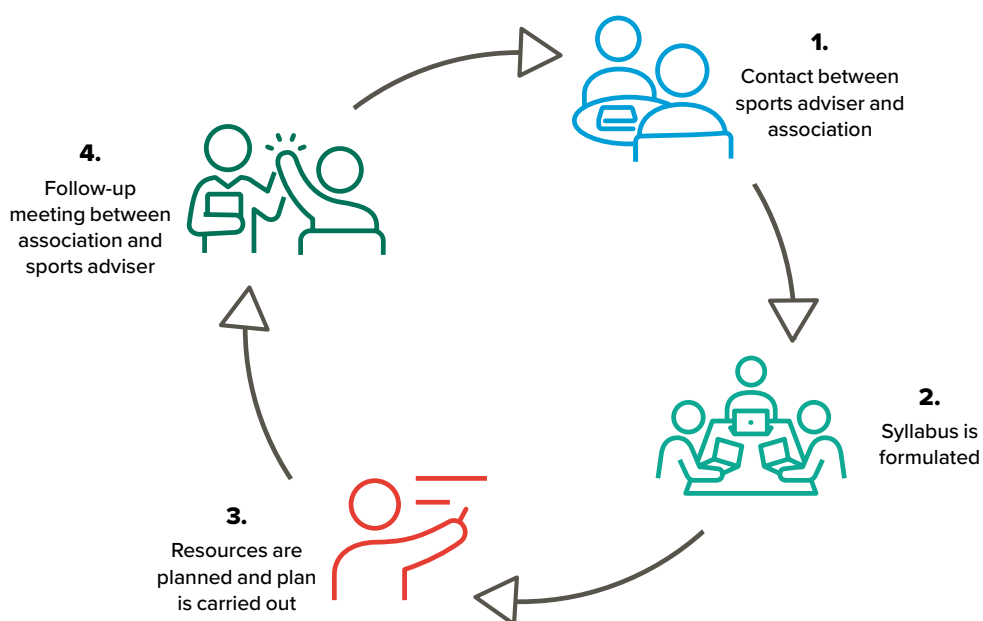 1.
Contact between
sports adviser and
association
2.
Syllabus is
formulated
3.
Resources are
planned and plan
is carried out
4.
Follow-up
meeting between
association and
sports adviser